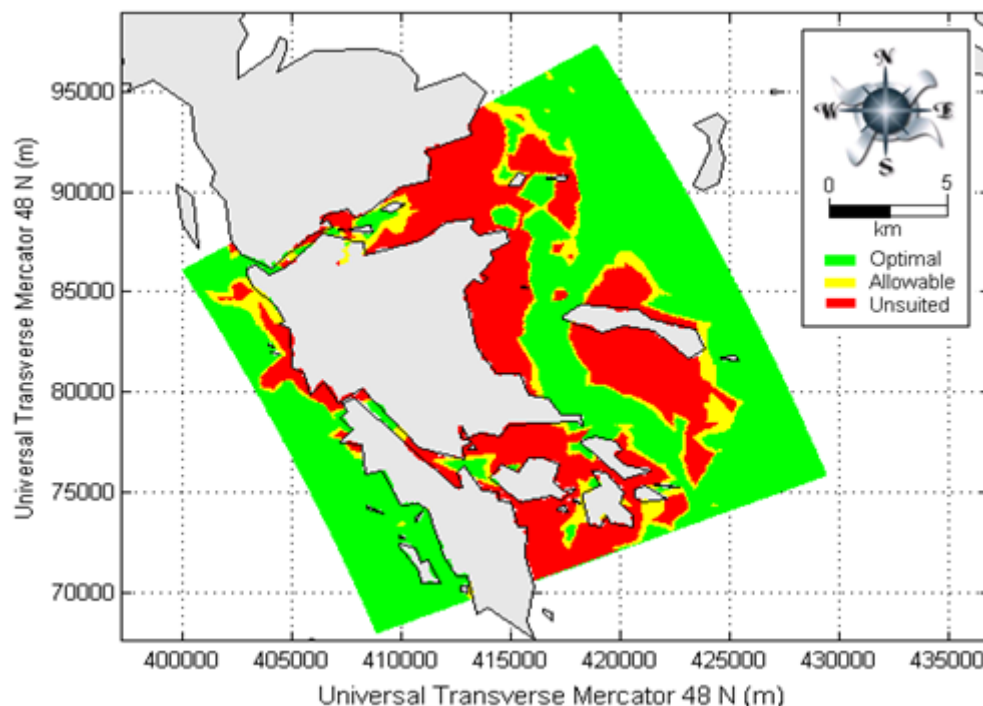 Universal Transverse Mercator 48 N (m)
95000
90000
85000
80000
75000
70000
400000 405000 410000 415000 420000 425000 430000 435000
Universal Transverse Mercator 48 N (m)
N
W E
S
0 5
km
Optimal
Allowable
Unsuited